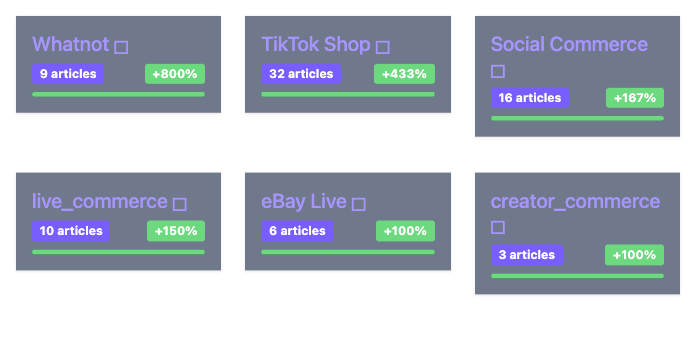 Whatnot □
9 articles +800%
TikTok Shop □
32 articles +433%
Social Commerce
□
16 articles +167%
live_commerce □
10 articles +150%
eBay Live □
6 articles +100%
creator_commerce
□
3 articles +100%